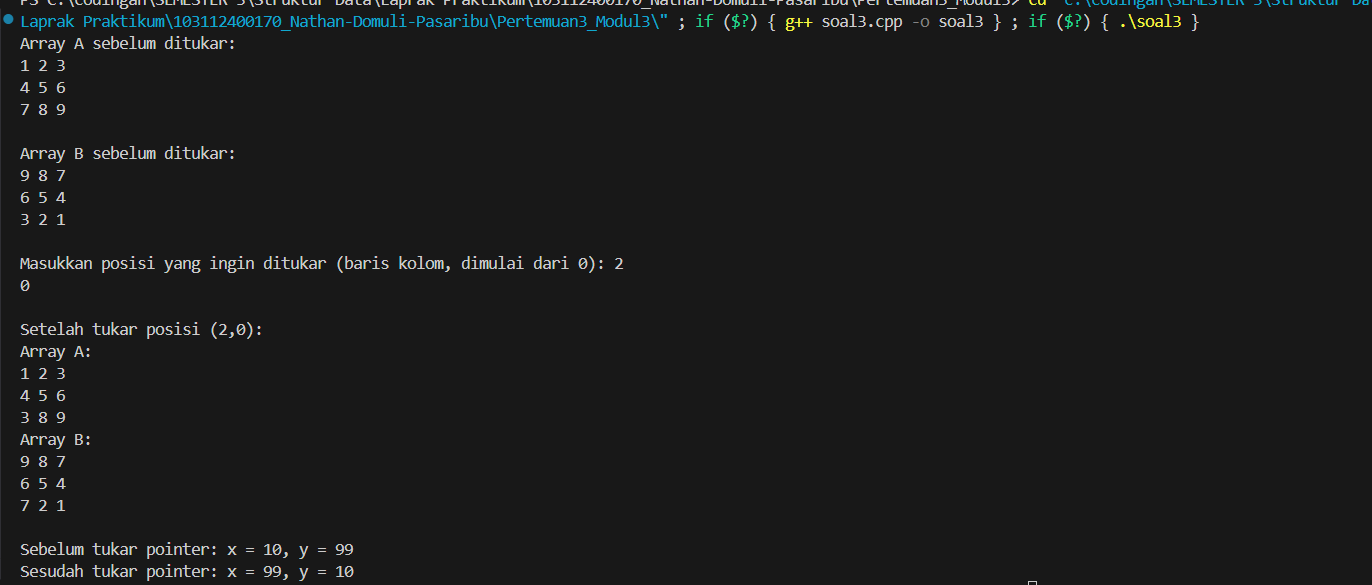 PS C:\Codingan\SEMESTER 3\Struktur Data\Laprak Praktikum\103112400170_Nathan-Domuli-Pasaribu\Pertemuan3_Modul3> cd "c:\Codingan\SEMESTER 3\Struktur Da
Laprak Praktikum\103112400170_Nathan-Domuli-Pasaribu\Pertemuan3_Modul3\" ; if ($?) { g++ soal3.cpp -o soal3 } ; if ($?) { .\soal3 }
Array A sebelum ditukar:
1 2 3
4 5 6
7 8 9
Array B sebelum ditukar:
9 8 7
6 5 4
3 2 1
Masukkan posisi yang ingin ditukar (baris kolom, dimulai dari 0): 2
0
Setelah tukar posisi (2,0):
Array A:
1 2 3
4 5 6
3 8 9
Array B:
9 8 7
6 5 4
7 2 1
Sebelum tukar pointer: x = 10, y = 99
Sesudah tukar pointer: x = 99, y = 10